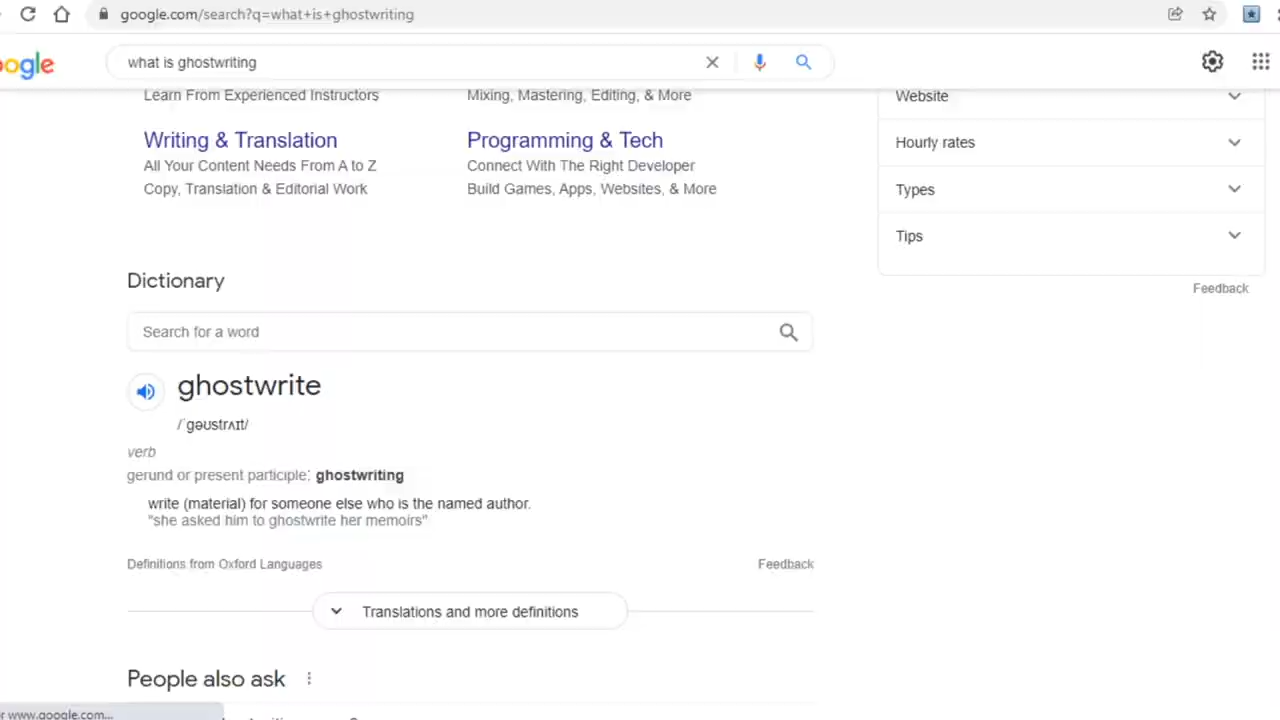 google.com/search?q=what+is+ghostwriting
ogle
what is ghostwriting
Learn From Experienced Instructors
Mixing, Mastering, Editing, & More
Writing & Translation
Programming & Tech
All Your Content Needs From A to Z
Connect With The Right Developer
Copy, Translation & Editorial Work
Build Games, Apps, Websites, & More
Website
Hourly rates
Types
Tips
Feedback
Dictionary
Search for a word
ghostwrite
/ˈɡəʊstrʌɪt/
verb
gerund or present participle: ghostwriting
write (material) for someone else who is the named author.
"she asked him to ghostwrite her memoirs"
Definitions from Oxford Languages
Feedback
Translations and more definitions
People also ask
r www.google.com...